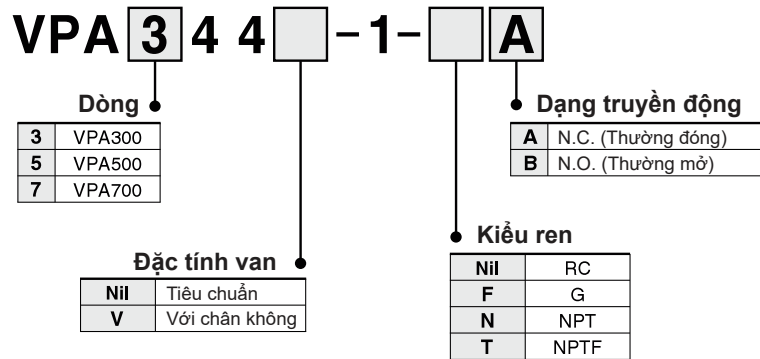 VPA 3 4 4 - 1 - A
Dòng
3 VPA300
5 VPA500
7 VPA700
Dạng truyền động
A N.C. (Thường đóng)
B N.O. (Thường mở)
Đặc tính van
Nil Tiêu chuẩn
V Với chân không
Kiểu ren
Nil RC
F G
N NPT
T NPTF